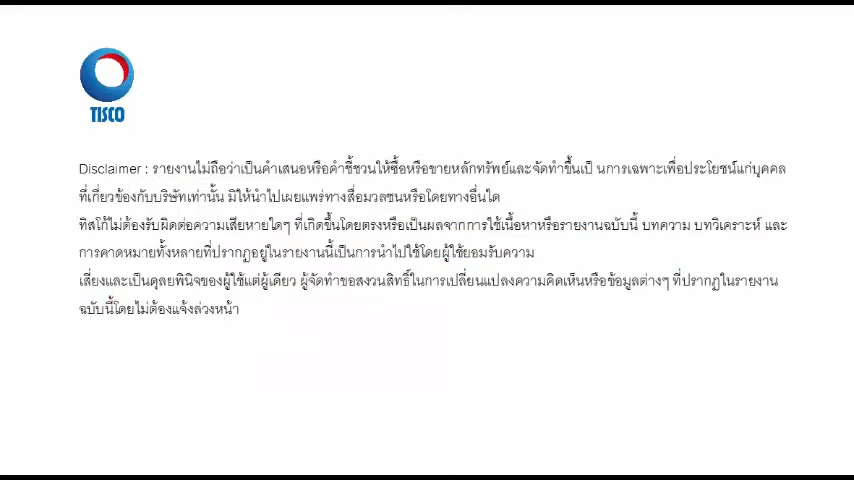 TISCO
Disclaimer : รายงานไม่ถือว่าเป็นคำเสนอหรือคำชี้ชวนให้ซื้อหรือขายหลักทรัพย์และจัดทำขึ้นเป็ นการเฉพาะเพื่อประโยชน์แก่บุคคล
ที่เกี่ยวข้องกับบริษัทเท่านั้น มิให้นำไปเผยแพร่ทางสื่อมวลชนหรือโดยทางอื่นใด
ทิสโก้ไม่ต้องรับผิดต่อความเสียหายใดๆ ที่เกิดขึ้นโดยตรงหรือเป็นผลจากการใช้เนื้อหาหรือรายงานฉบับนี้ บทความ บทวิเคราะห์ และ
การคาดหมายทั้งหลายที่ปรากฏอยู่ในรายงานนี้เป็นการนำไปใช้โดยผู้ใช้ยอมรับความ
เสี่ยงและเป็นดุลยพินิจของผู้ใช้แต่ผู้เดียว ผู้จัดทำขอสงวนสิทธิ์ในการเปลี่ยนแปลงความคิดเห็นหรือข้อมูลต่างๆ ที่ปรากฏในรายงาน
ฉบับนี้โดยไม่ต้องแจ้งล่วงหน้า